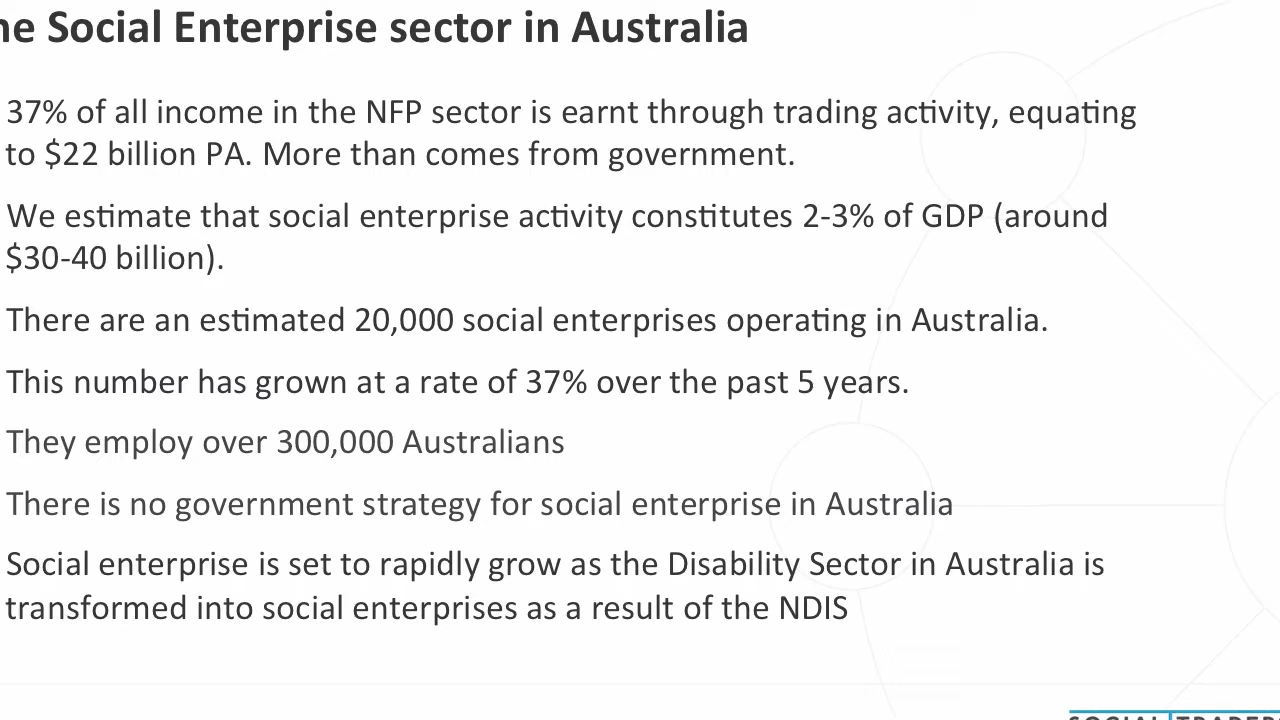 he Social Enterprise sector in Australia
37% of all income in the NFP sector is earnt through trading activity, equating
to $22 billion PA. More than comes from government.
We estimate that social enterprise activity constitutes 2-3% of GDP (around
$30-40 billion).
There are an estimated 20,000 social enterprises operating in Australia.
This number has grown at a rate of 37% over the past 5 years.
They employ over 300,000 Australians
There is no government strategy for social enterprise in Australia
Social enterprise is set to rapidly grow as the Disability Sector in Australia is
transformed into social enterprises as a result of the NDIS
SOCIAL TRADER